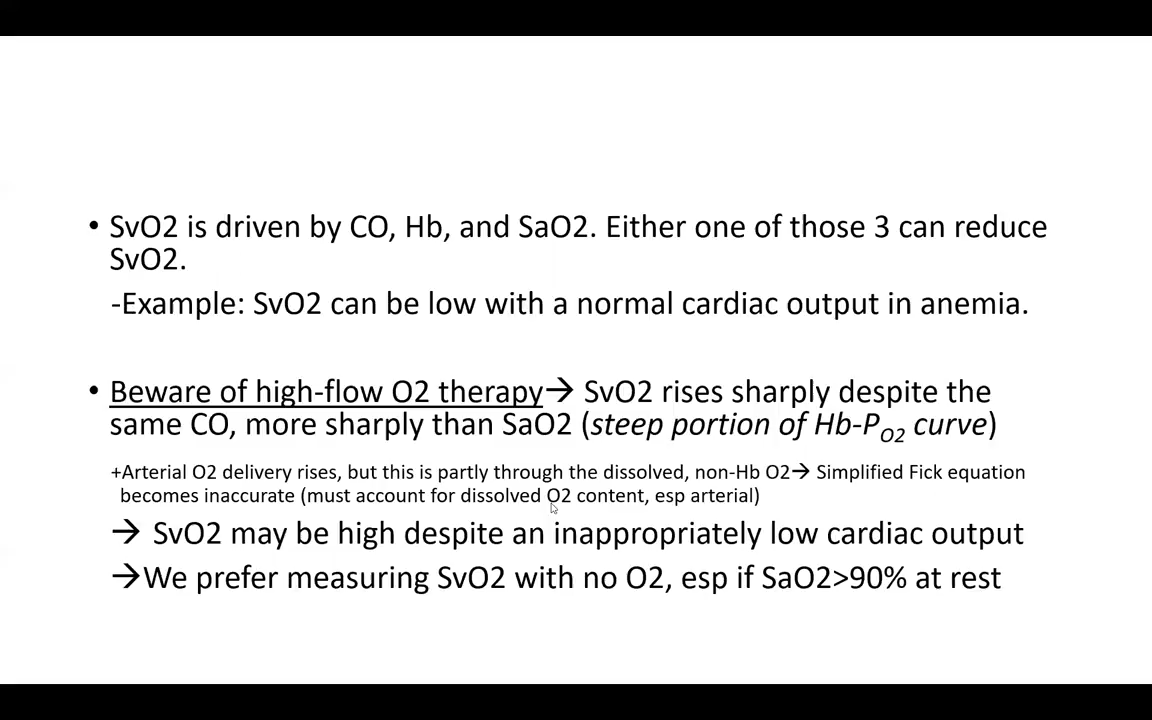 • SvO2 is driven by CO, Hb, and SaO2. Either one of those 3 can reduce
SvO2.
-Example: SvO2 can be low with a normal cardiac output in anemia.
• Beware of high-flow O2 therapy→ SvO2 rises sharply despite the
same CO, more sharply than SaO2 (steep portion of Hb-PO2 curve)
+Arterial O2 delivery rises, but this is partly through the dissolved, non-Hb O2→ Simplified Fick equation
becomes inaccurate (must account for dissolved O2 content, esp arterial)
→ SvO2 may be high despite an inappropriately low cardiac output
→We prefer measuring SvO2 with no O2, esp if SaO2>90% at rest